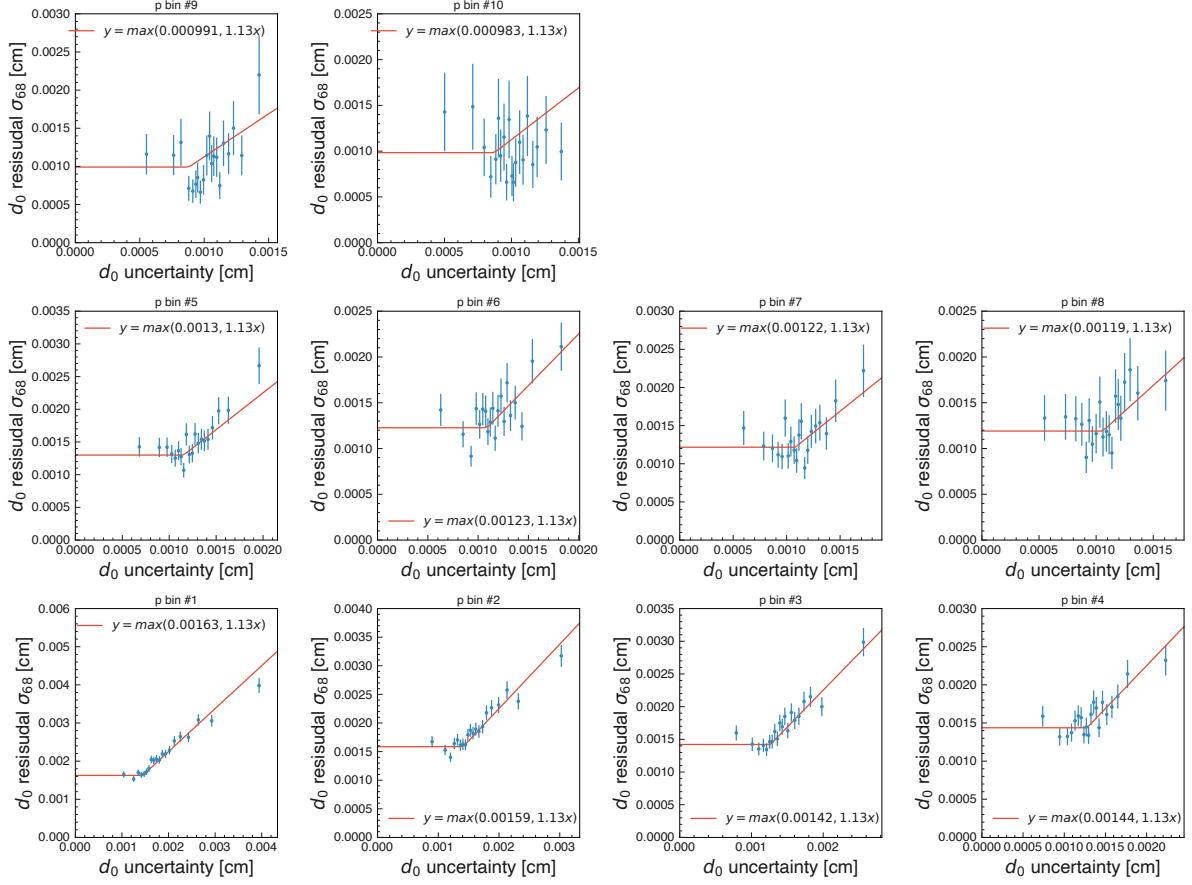 p bin #9
y = max(0.000991, 1.13x)
d0 resisudal σ68 [cm]
0.0030
0.0025
0.0020
0.0015
0.0010
0.0005
0.0000
0.0000 0.0005 0.0010 0.0015
d0 uncertainty [cm]
p bin #10
y = max(0.000983, 1.13x)
d0 resisudal σ68 [cm]
0.0025
0.0020
0.0015
0.0010
0.0005
0.0000
0.0000 0.0005 0.0010 0.0015
d0 uncertainty [cm]
p bin #5
y = max(0.0013, 1.13x)
d0 resisudal σ68 [cm]
0.0035
0.0030
0.0025
0.0020
0.0015
0.0010
0.0005
0.0000
0.0000 0.0005 0.0010 0.0015 0.0020
d0 uncertainty [cm]
p bin #6
d0 resisudal σ68 [cm]
0.0025
0.0020
0.0015
0.0010
0.0005
0.0000
y = max(0.00123, 1.13x)
0.0000 0.0005 0.0010 0.0015 0.0020
d0 uncertainty [cm]
p bin #7
y = max(0.00122, 1.13x)
d0 resisudal σ68 [cm]
0.0030
0.0025
0.0020
0.0015
0.0010
0.0005
0.0000
0.0000 0.0005 0.0010 0.0015
d0 uncertainty [cm]
p bin #8
y = max(0.00119, 1.13x)
d0 resisudal σ68 [cm]
0.0025
0.0020
0.0015
0.0010
0.0005
0.0000
0.0000 0.0005 0.0010 0.0015
d0 uncertainty [cm]
p bin #1
y = max(0.00163, 1.13x)
d0 resisudal σ68 [cm]
0.006
0.005
0.004
0.003
0.002
0.001
0.000
0.000 0.001 0.002 0.003 0.004
d0 uncertainty [cm]
p bin #2
d0 resisudal σ68 [cm]
0.0040
0.0035
0.0030
0.0025
0.0020
0.0015
0.0010
0.0005
0.0000
y = max(0.00159, 1.13x)
0.000 0.001 0.002 0.003
d0 uncertainty [cm]
p bin #3
d0 resisudal σ68 [cm]
0.0035
0.0030
0.0025
0.0020
0.0015
0.0010
0.0005
0.0000
y = max(0.00142, 1.13x)
0.000 0.001 0.002
d0 uncertainty [cm]
p bin #4
d0 resisudal σ68 [cm]
0.0030
0.0025
0.0020
0.0015
0.0010
0.0005
0.0000
y = max(0.00144, 1.13x)
0.0000 0.0005 0.0010 0.0015 0.0020
d0 uncertainty [cm]